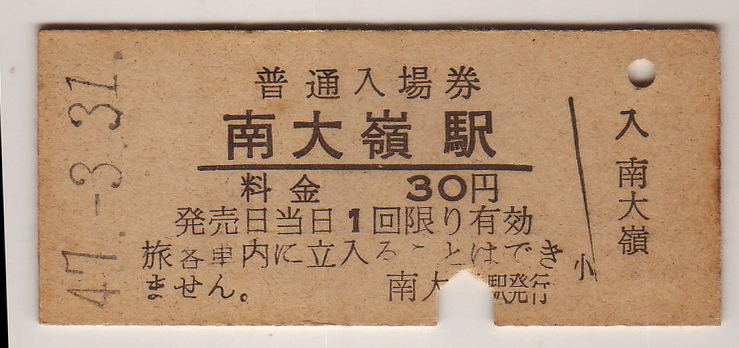 47.-3.31.
普通入場券
南大嶺駅
料金 30円
発売日当日1回限り有効
旅客車内に立入ることはでき
ません。
南大 駅発行
小
入
南大嶺